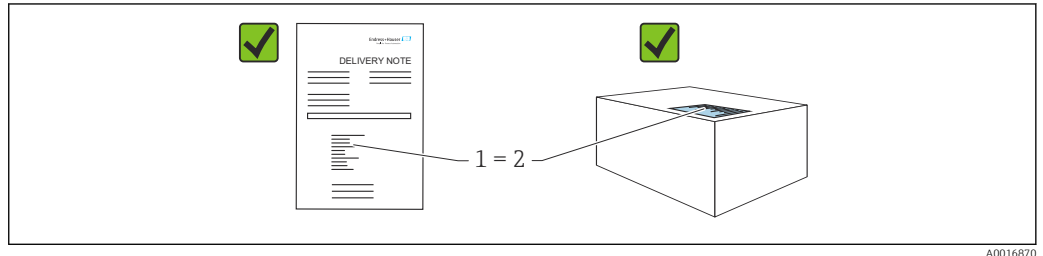 Endress+Hauser
DELIVERY NOTE
1 = 2
A0016870